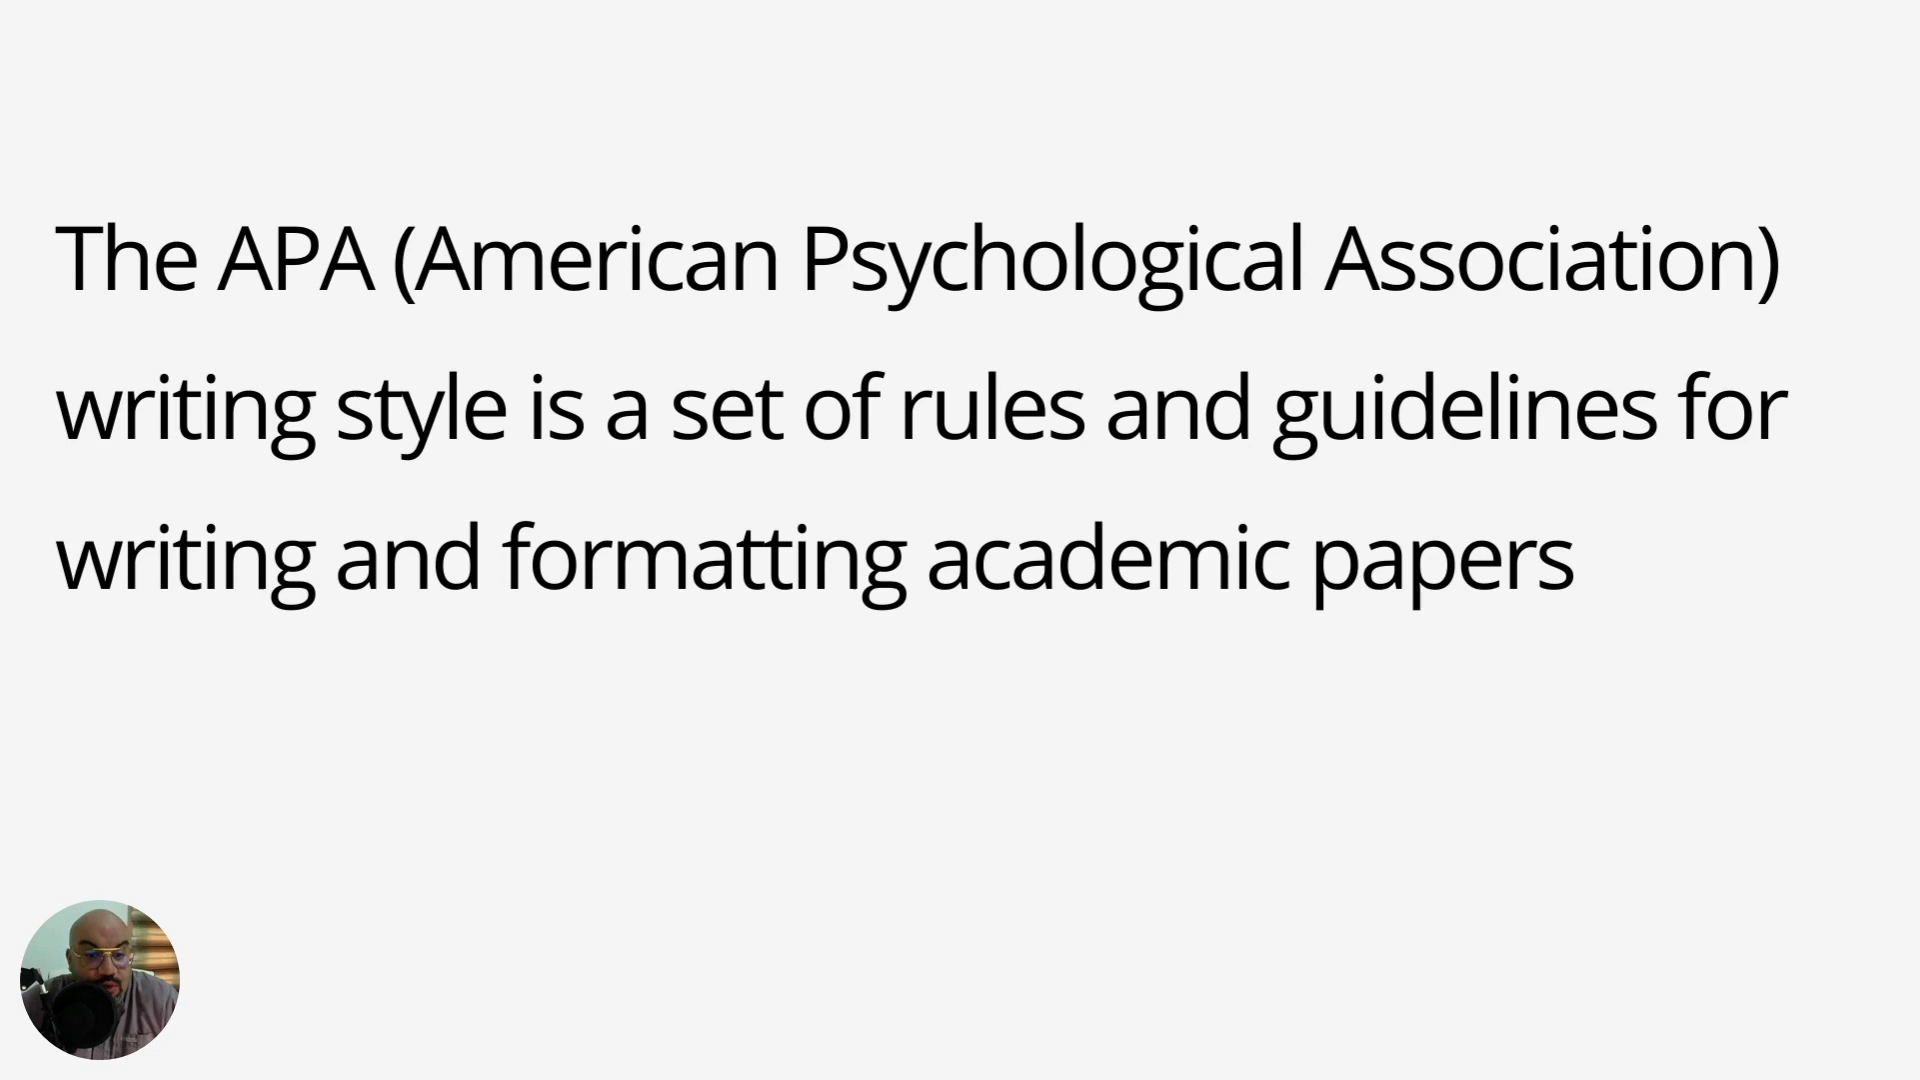 The APA (American Psychological Association)
writing style is a set of rules and guidelines for
writing and formatting academic papers